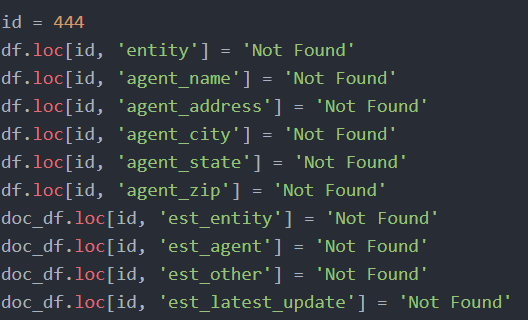 id = 444
df.loc[id, 'entity'] = 'Not Found'
df.loc[id, 'agent_name'] = 'Not Found'
df.loc[id, 'agent_address'] = 'Not Found'
df.loc[id, 'agent_city'] = 'Not Found'
df.loc[id, 'agent_state'] = 'Not Found'
df.loc[id, 'agent_zip'] = 'Not Found'
doc_df.loc[id, 'est_entity'] = 'Not Found'
doc_df.loc[id, 'est_agent'] = 'Not Found'
doc_df.loc[id, 'est_other'] = 'Not Found'
doc_df.loc[id, 'est_latest_update'] = 'Not Found'